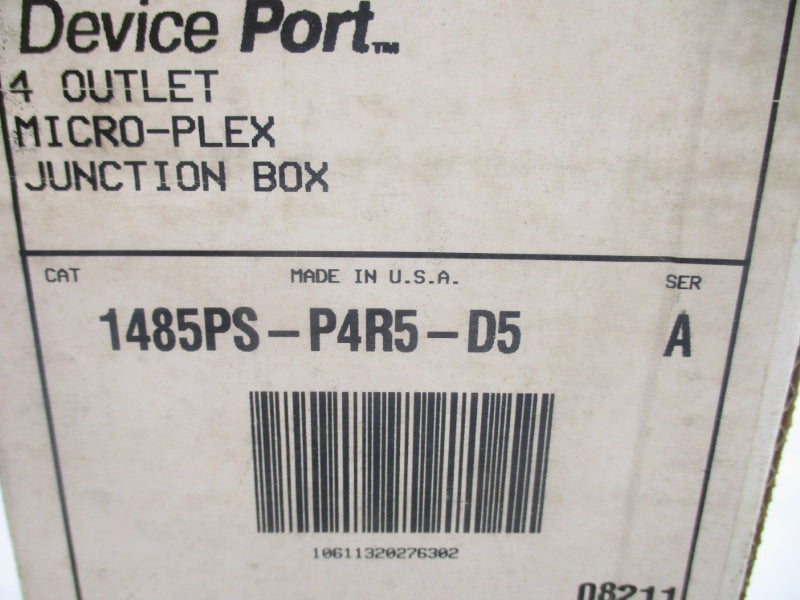 Device Port™
4 OUTLET
MICRO-PLEX
JUNCTION BOX
CAT MADE IN U.S.A. SER
1485PS-P4R5-D5 A
10611320276302
08211